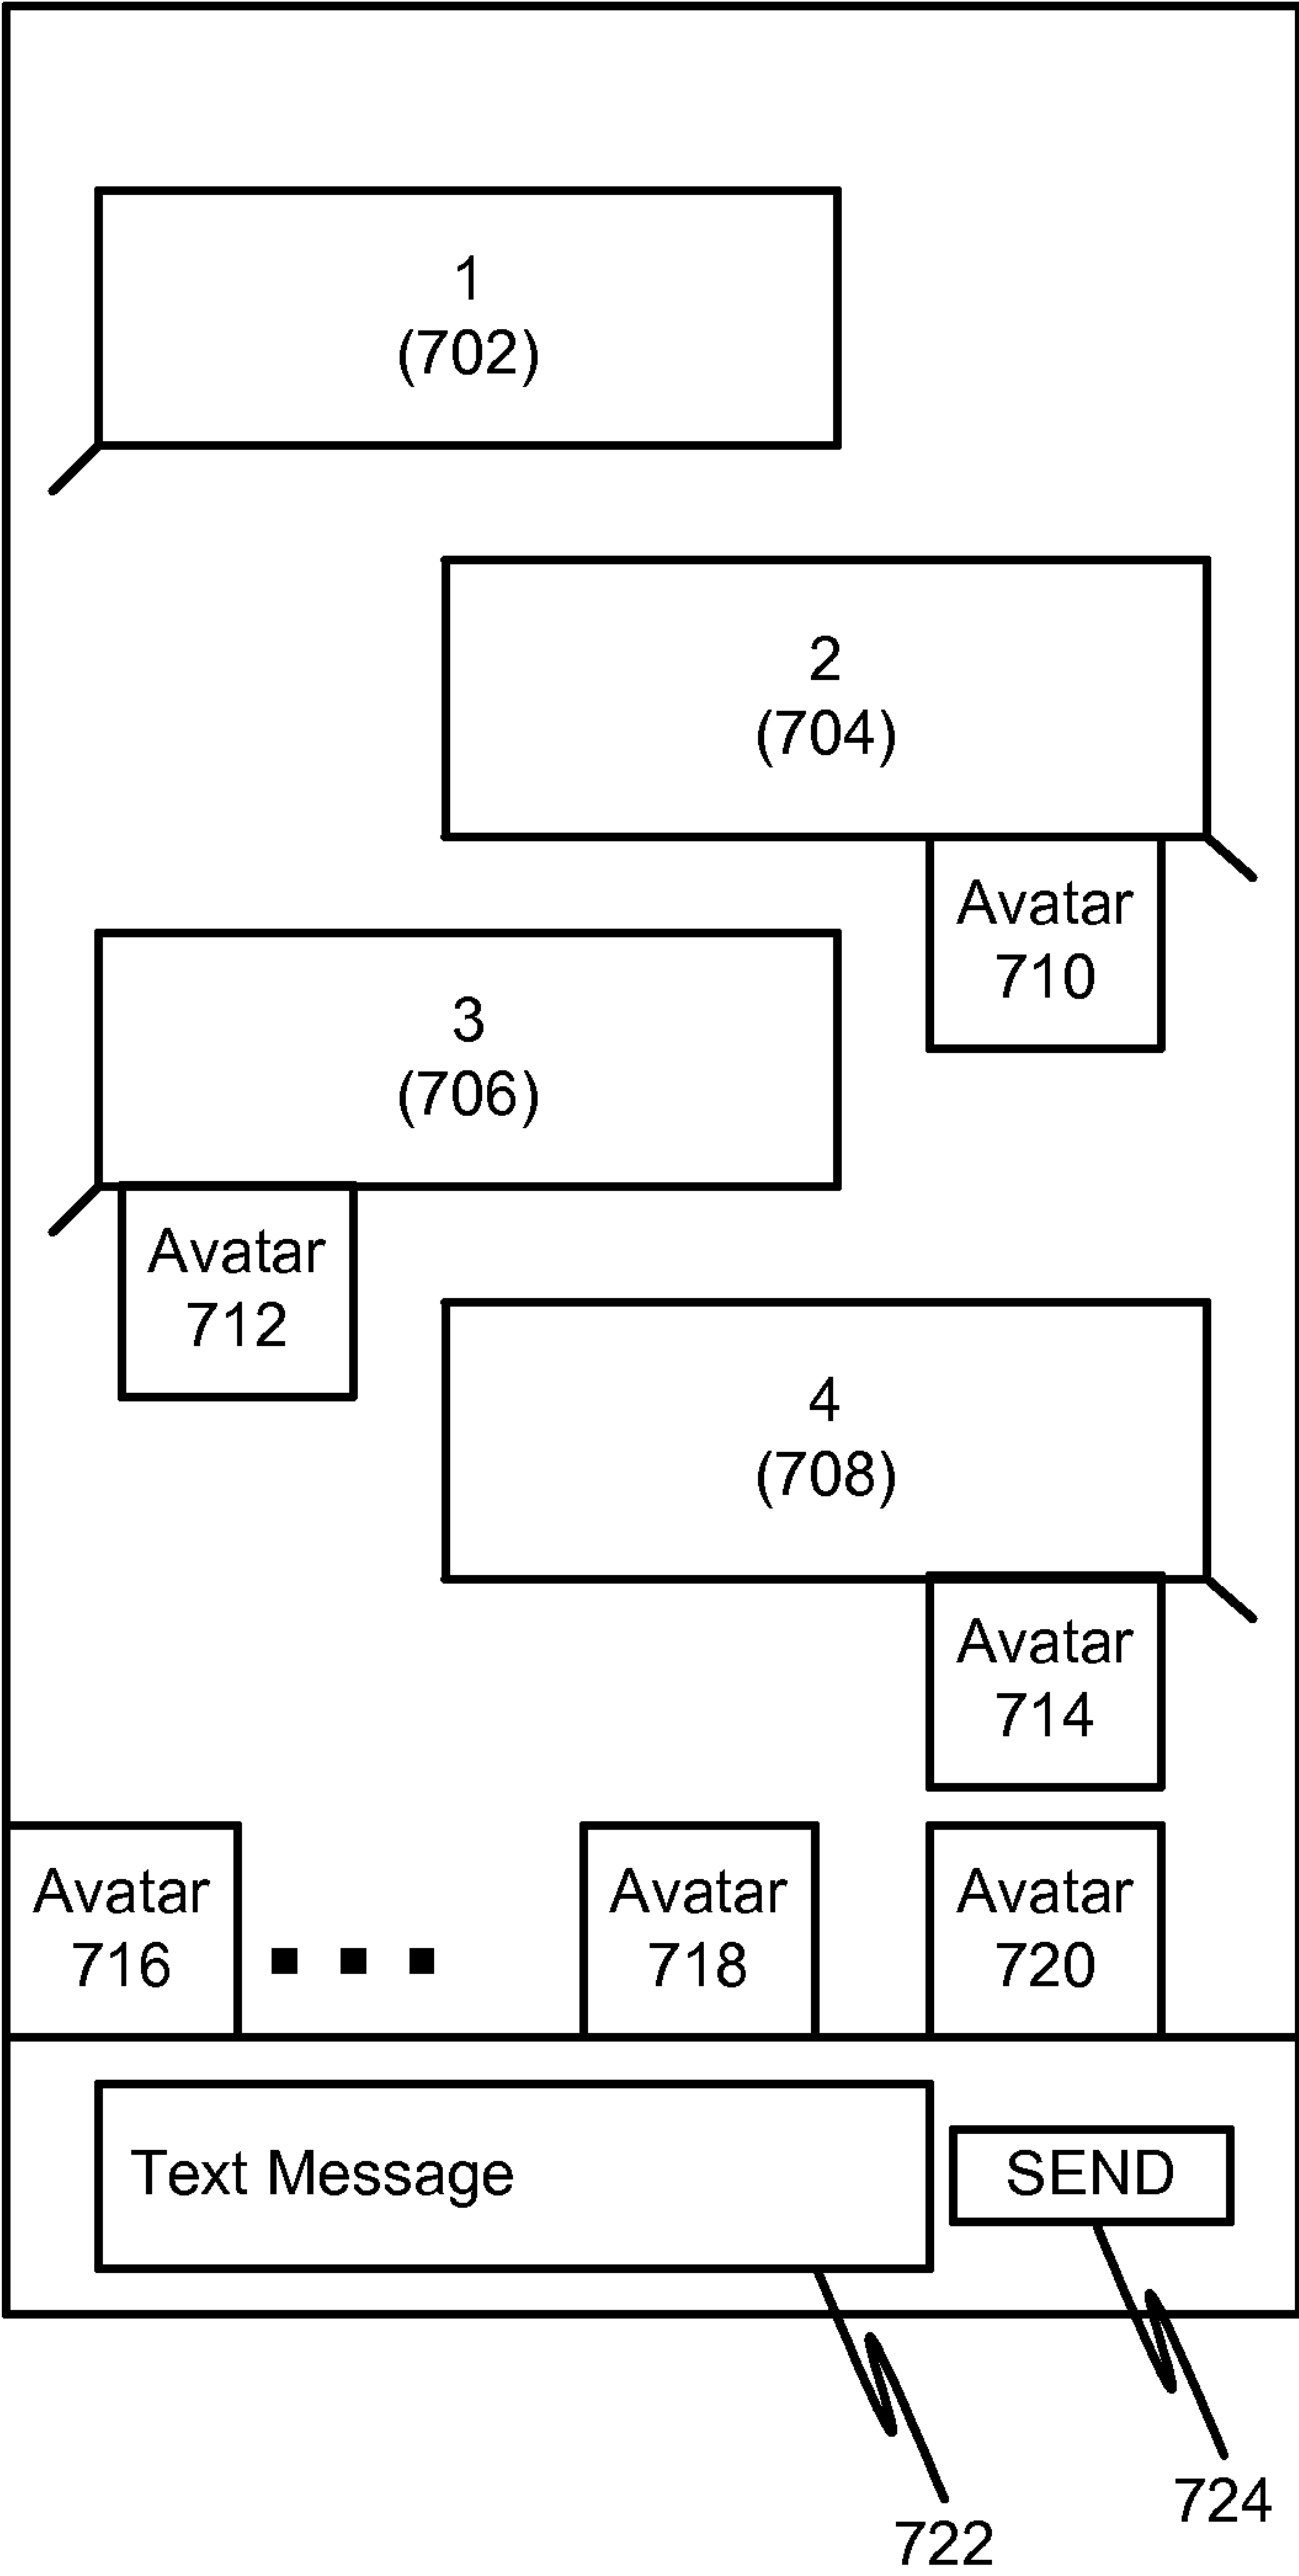 1
(702)
2
(704)
Avatar
710
3
(706)
Avatar
712
4
(708)
Avatar
714
Avatar
716
Avatar
718
Avatar
720
Text Message
SEND
724
722